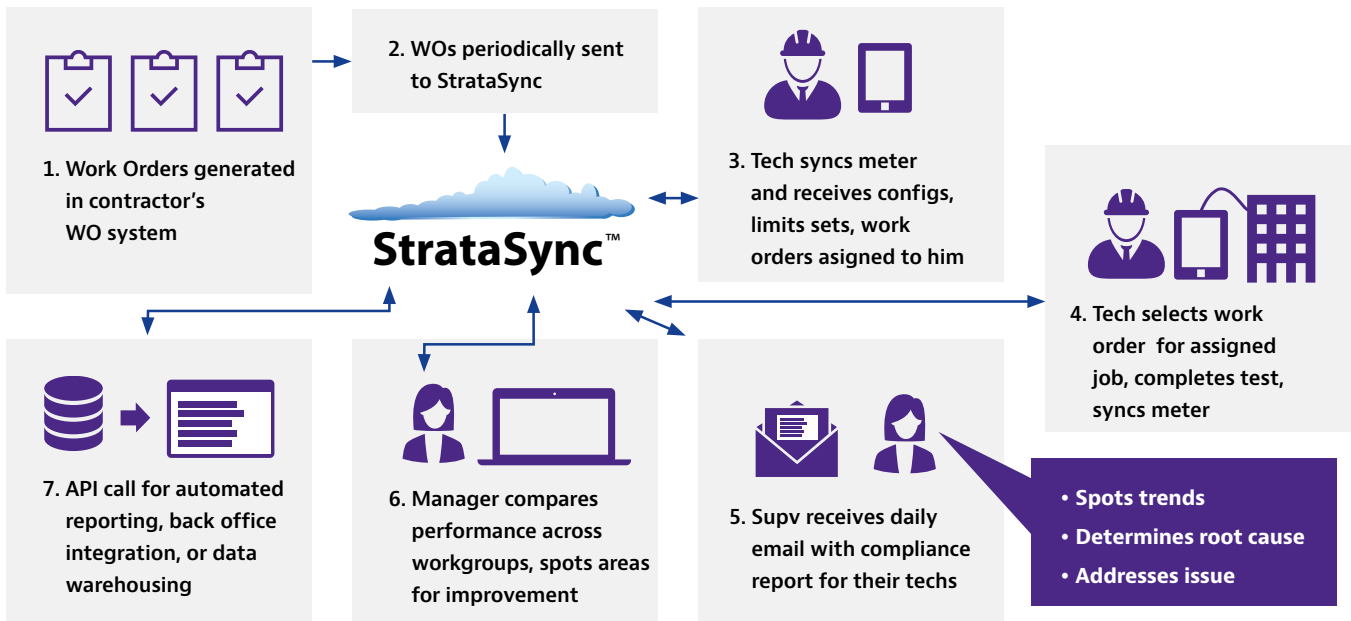 1. Work Orders generated
in contractor's
WO system
2. WOs periodically sent
to StrataSync
StrataSync™
3. Tech syncs meter
and receives configs,
limits sets, work
orders asigned to him
4. Tech selects work
order for assigned
job, completes test,
syncs meter
5. Supv receives daily
email with compliance
report for their techs
• Spots trends
• Determines root cause
• Addresses issue
6. Manager compares
performance across
workgroups, spots areas
for improvement
7. API call for automated
reporting, back office
integration, or data
warehousing